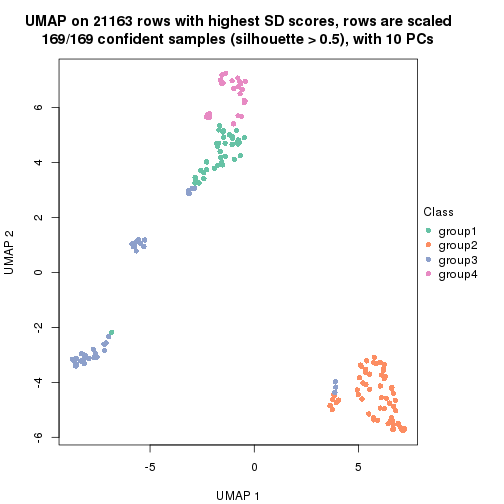 UMAP on 21163 rows with highest SD scores, rows are scaled
169/169 confident samples (silhouette > 0.5), with 10 PCs
6
4
2
0
-2
-4
-6
UMAP 2
-5
0
5
UMAP 1
Class
group1
group2
group3
group4